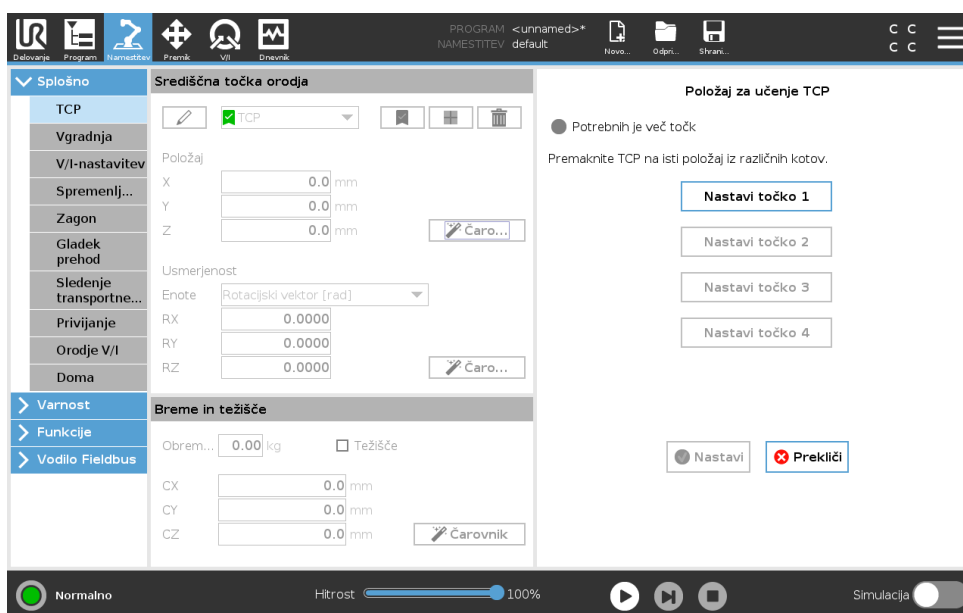 PROGRAM <unnamed>*
NAMESTITEV default
UR
Delovanje Program Namestitev Premik V/I Dnevnik Novo... Odpri... Shrani...
C C
C C
Splošno
TCP
Vgradnja
V/I-nastavitev
Spremenlj...
Zagon
Gladek
prehod
Sledenje
transportne...
Privijanje
Orodje V/I
Doma
Varnost
Funkcije
Vodilo Fieldbus
Središčna točka orodja
TCP
Položaj
X 0.0 mm
Y 0.0 mm
Z 0.0 mm Čaro...
Usmerjenost
Enote Rotacijski vektor [rad]
RX 0.0000
RY 0.0000
RZ 0.0000 Čaro...
Breme in težišče
Obrem... 0.00 kg Težišče
CX 0.0 mm
CY 0.0 mm
CZ 0.0 mm Čarovnik
Položaj za učenje TCP
Potrebnih je več točk
Premaknite TCP na isti položaj iz različnih kotov.
Nastavi točko 1
Nastavi točko 2
Nastavi točko 3
Nastavi točko 4
Nastavi Prekliči
Normalno Hitrost 100% Simulacija